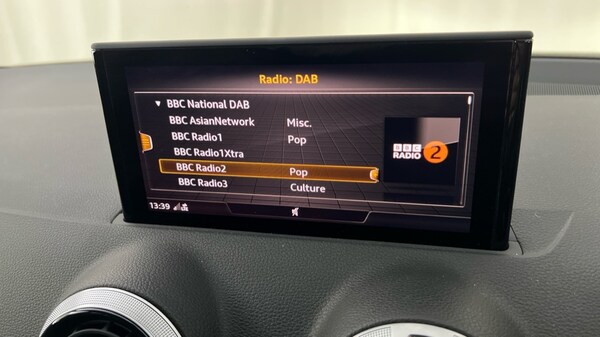 Radio: DAB
BBC National DAB
BBC AsianNetwork Misc.
BBC Radio1 Pop
BBC Radio1Xtra
BBC Radio2 Pop
BBC Radio3 Culture
BBC
RADIO 2
13:39